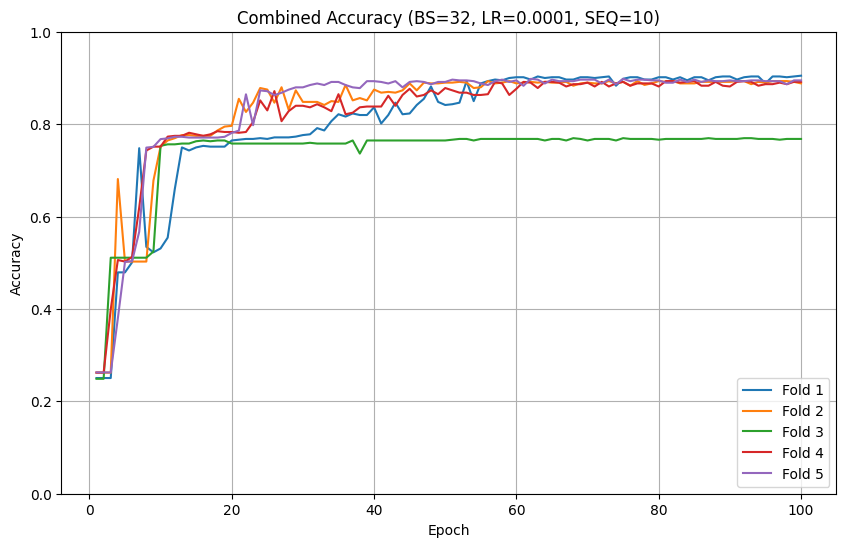 Combined Accuracy (BS=32, LR=0.0001, SEQ=10)
Accuracy
1.0
0.8
0.6
0.4
0.2
0.0
0
20
40
60
80
100
Epoch
Fold 1
Fold 2
Fold 3
Fold 4
Fold 5